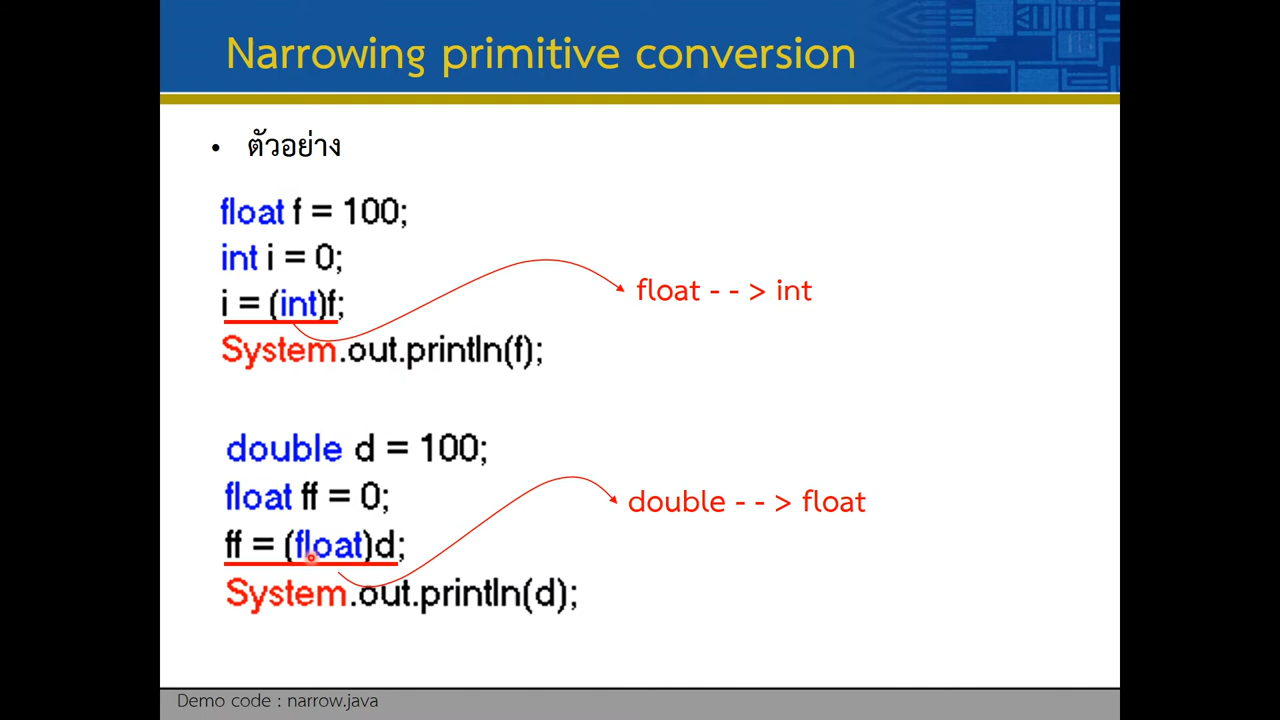 Narrowing primitive conversion
• ตัวอย่าง
float f = 100;
int i = 0;
i = (int)f;
System.out.println(f);
float - - > int
double d = 100;
float ff = 0;
ff = (float)d;
System.out.println(d);
double - - > float
Demo code : narrow.java